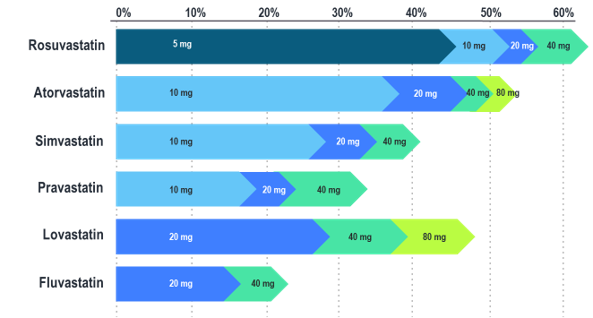 0% 10% 20% 30% 40% 50% 60%
Rosuvastatin 5 mg 10 mg 20 mg 40 mg
Atorvastatin 10 mg 20 mg 40 mg 80 mg
Simvastatin 10 mg 20 mg 40 mg
Pravastatin 10 mg 20 mg 40 mg
Lovastatin 20 mg 40 mg 80 mg
Fluvastatin 20 mg 40 mg